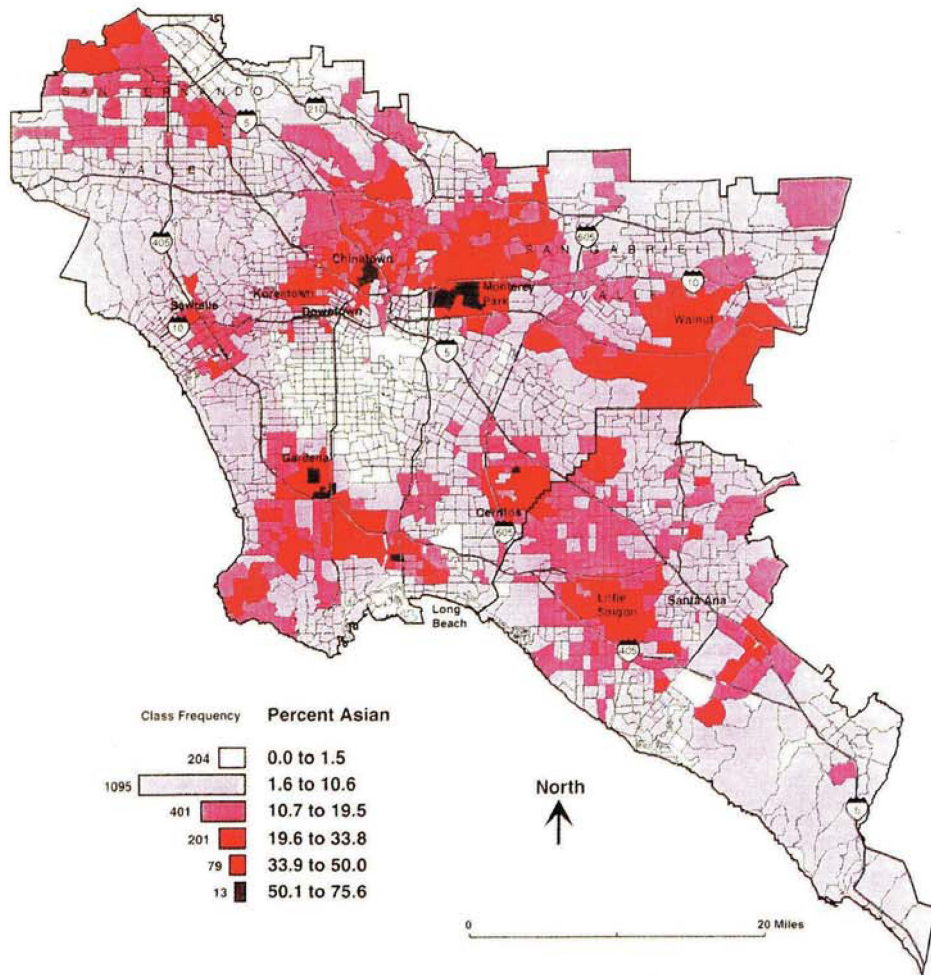 SAN FERNANDO
VALLEY
210
5
405
Chinatown
605
SAN GABRIEL
VALLEY
Koreatown
Monterey
Park
10
Sawtelle
Downtown
Walnut
10
5
Gardena
Cerritos
605
Little
Saigon
Santa Ana
Long
Beach
405
Class Frequency Percent Asian
204 0.0 to 1.5
1095 1.6 to 10.6
401 10.7 to 19.5
201 19.6 to 33.8
79 33.9 to 50.0
13 50.1 to 75.6
North
5
0 20 Miles